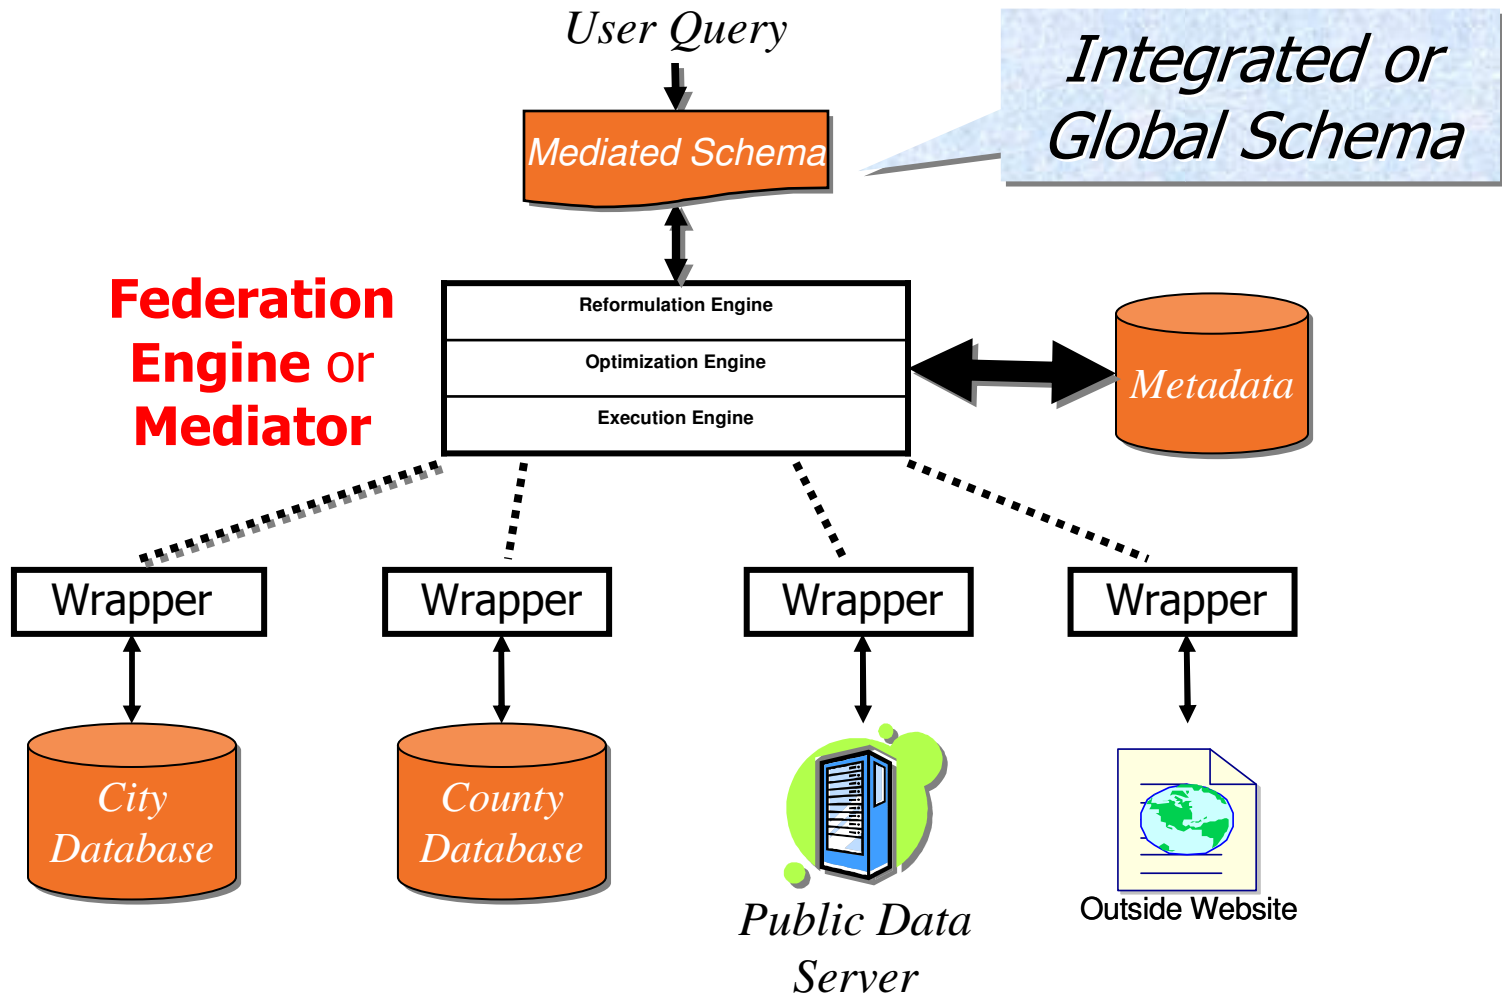 User Query
Integrated or
Global Schema
Mediated Schema
Federation
Engine or
Mediator
Reformulation Engine
Optimization Engine
Execution Engine
Metadata
Wrapper
Wrapper
Wrapper
Wrapper
City
Database
County
Database
Public Data
Server
Outside Website